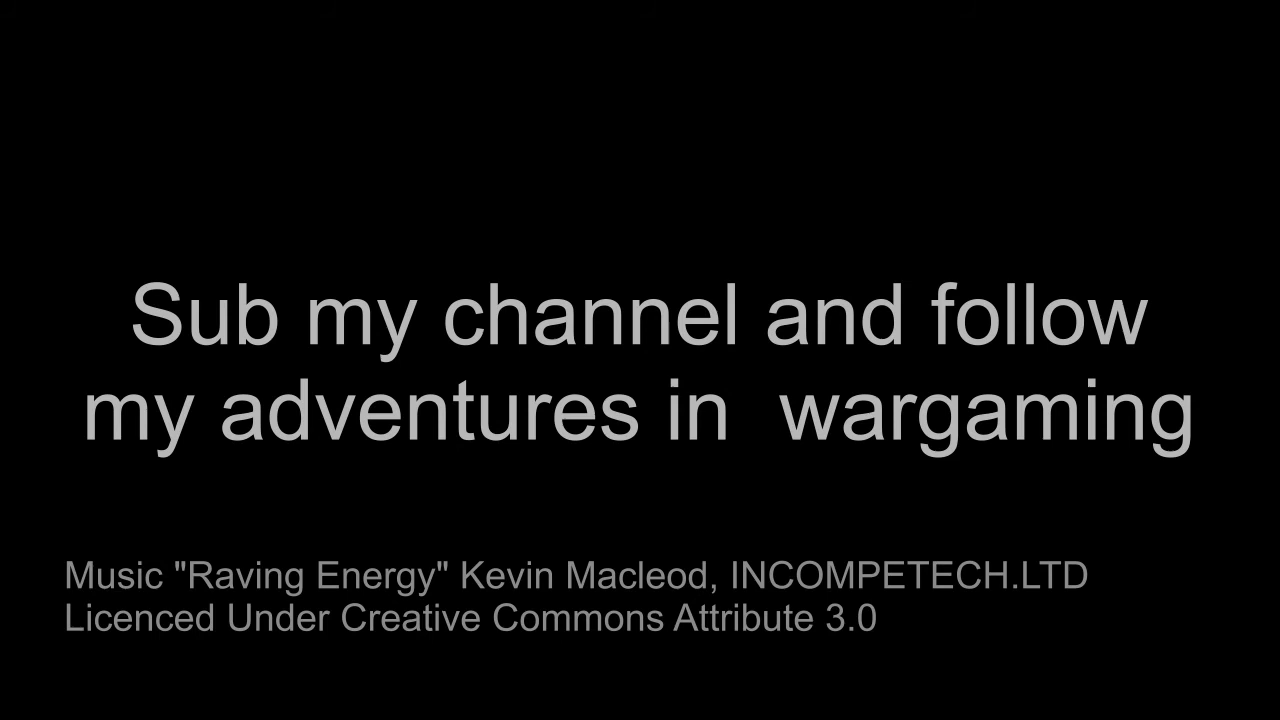 Sub my channel and follow
my adventures in  wargaming
Music "Raving Energy" Kevin Macleod, INCOMPETECH.LTD
Licenced Under Creative Commons Attribute 3.0